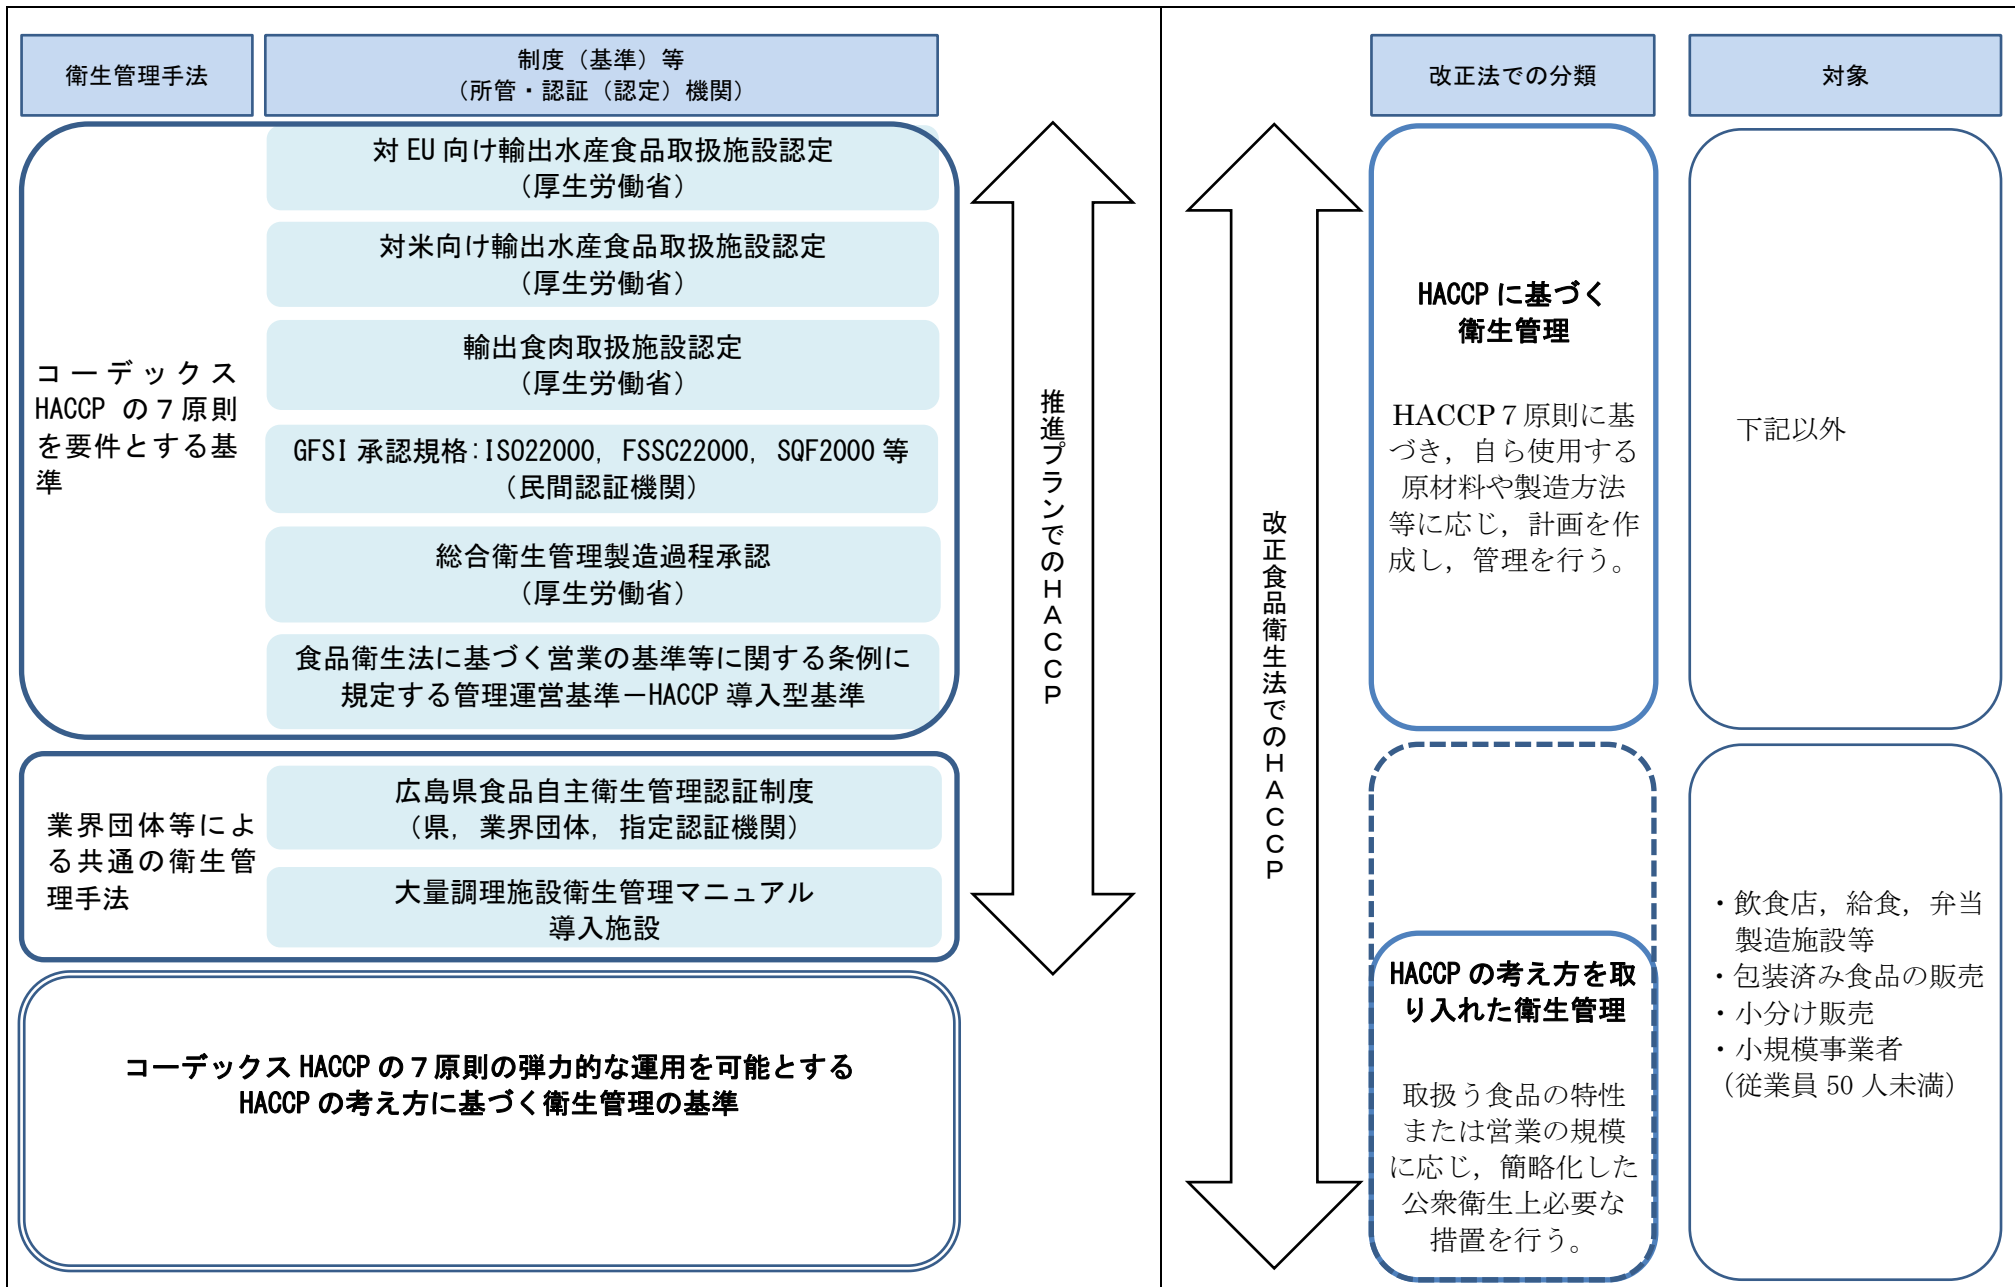 衛生管理手法
制度（基準）等
（所管・認証（認定）機関）
コーデックス
HACCP の７原則
を要件とする基
準
対 EU 向け輸出水産食品取扱施設認定
（厚生労働省）
対米向け輸出水産食品取扱施設認定
（厚生労働省）
輸出食肉取扱施設認定
（厚生労働省）
GFSI 承認規格：ISO22000，FSSC22000，SQF2000 等
（民間認証機関）
総合衛生管理製造過程承認
（厚生労働省）
食品衛生法に基づく営業の基準等に関する条例に
規定する管理運営基準－HACCP 導入型基準
業界団体等によ
る共通の衛生管
理手法
広島県食品自主衛生管理認証制度
（県，業界団体，指定認証機関）
大量調理施設衛生管理マニュアル
導入施設
コーデックス HACCP の７原則の弾力的な運用を可能とする
HACCP の考え方に基づく衛生管理の基準
推進プランでのＨＡＣＣＰ
改正食品衛生法でのＨＡＣＣＰ
改正法での分類
対象
HACCP に基づく
衛生管理
HACCP７原則に基
づき，自ら使用する
原材料や製造方法
等に応じ，計画を作
成し，管理を行う。
下記以外
HACCP の考え方を取
り入れた衛生管理
取扱う食品の特性
または営業の規模
に応じ，簡略化した
公衆衛生上必要な
措置を行う。
・飲食店，給食，弁当
製造施設等
・包装済み食品の販売
・小分け販売
・小規模事業者
（従業員 50 人未満）